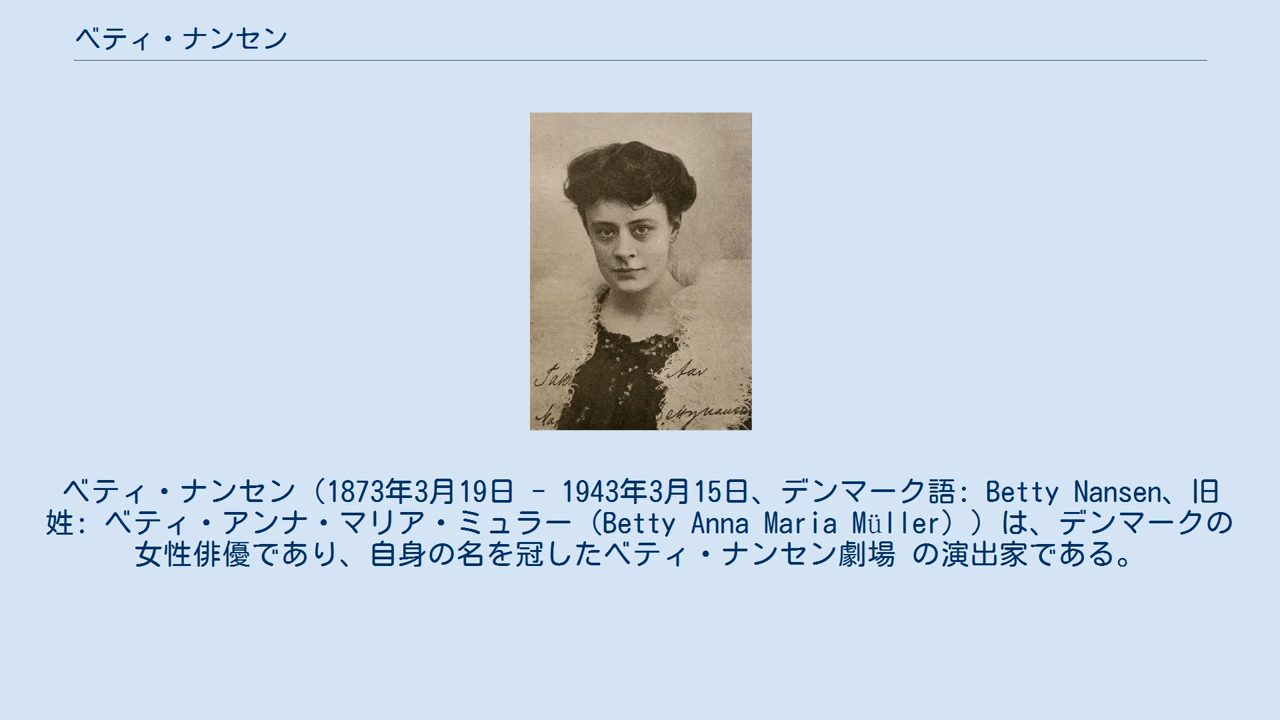 ベティ・ナンセン
ベティ・ナンセン（1873年3月19日 - 1943年3月15日、デンマーク語: Betty Nansen、旧
姓: ベティ・アンナ・マリア・ミュラー（Betty Anna Maria Müller））は、デンマークの
女性俳優であり、自身の名を冠したベティ・ナンセン劇場 の演出家である。